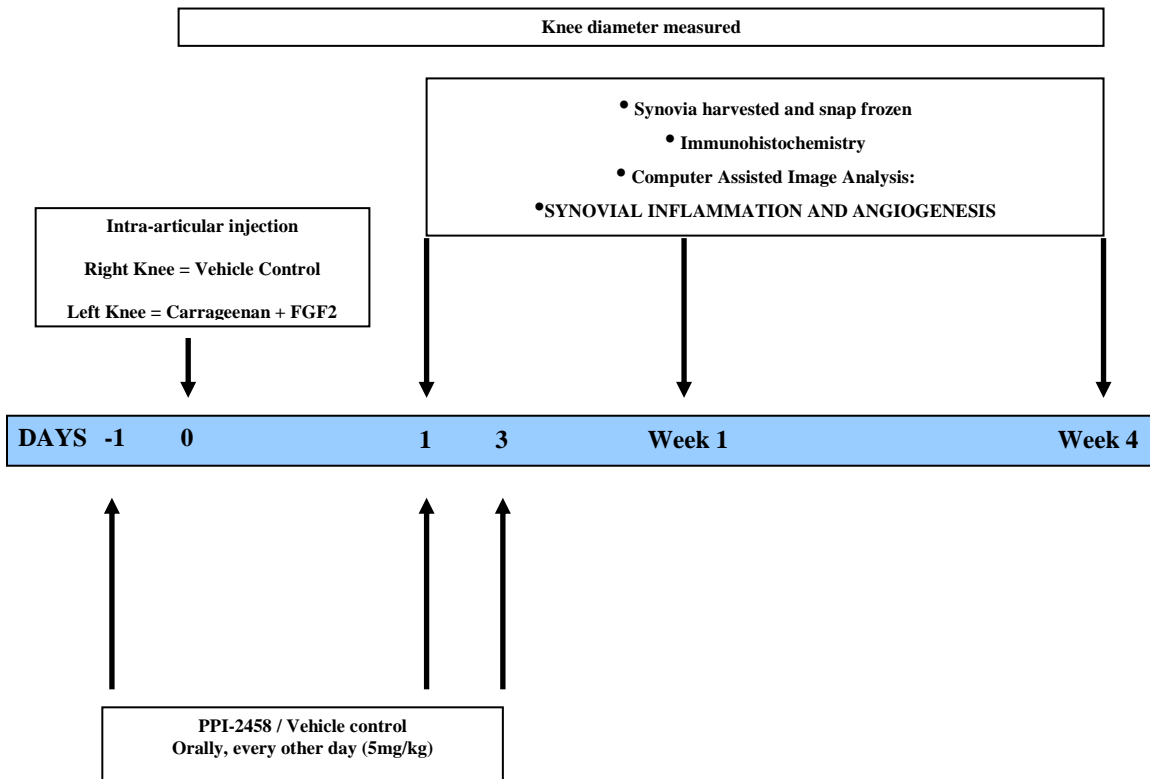 Knee diameter measured
• Synovia harvested and snap frozen
• Immunohistochemistry
• Computer Assisted Image Analysis:
•SYNOVIAL INFLAMMATION AND ANGIOGENESIS
Intra-articular injection
Right Knee = Vehicle Control
Left Knee = Carrageenan + FGF2
DAYS -1 0 1 3 Week 1 Week 4
PPI-2458 / Vehicle control
Orally, every other day (5mg/kg)